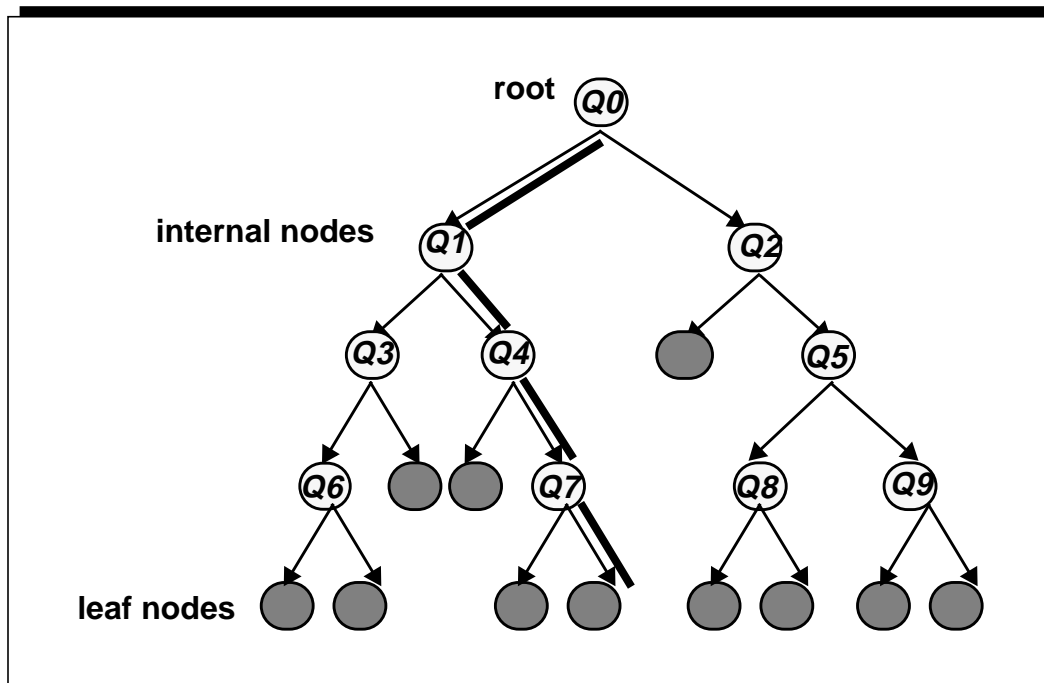 root
Q0
internal nodes
Q1
Q2
Q3
Q4
Q5
Q6
Q7
Q8
Q9
leaf nodes